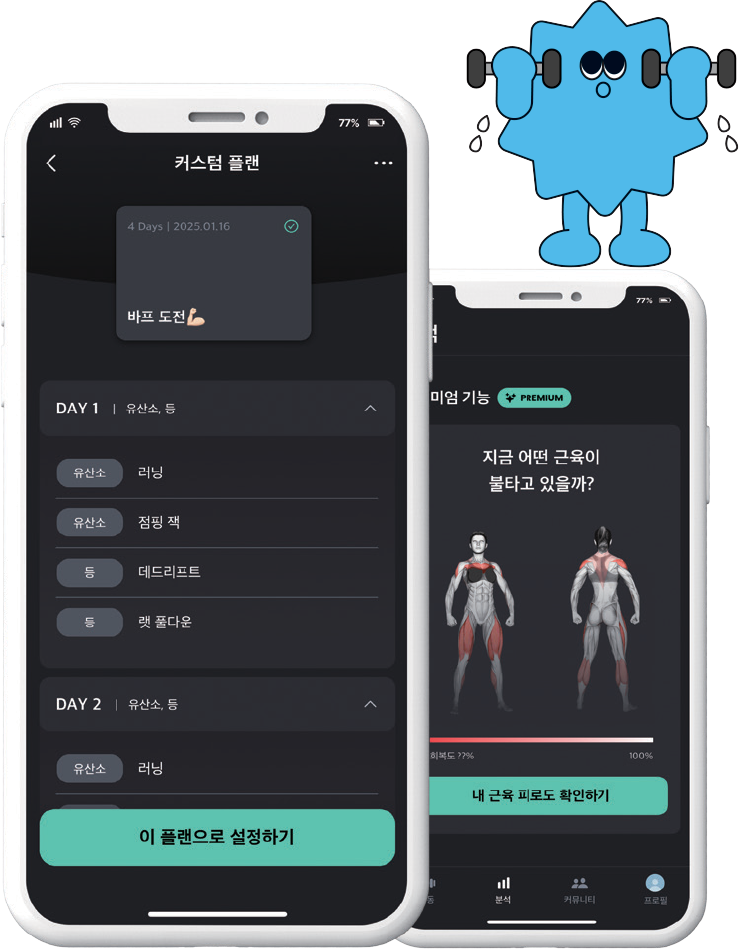 77%
커스텀 플랜
4 Days | 2025.01.16
바프 도전💪🏻
DAY 1 | 유산소, 등
유산소 러닝
유산소 점핑 잭
등 데드리프트
등 랫 풀다운
DAY 2 | 유산소, 등
유산소 러닝
이 플랜으로 설정하기
77%
미엄 기능 PREMIUM
지금 어떤 근육이
불타고 있을까?
회복도 ??% 100%
내 근육 피로도 확인하기
동 분석 커뮤니티 프로필